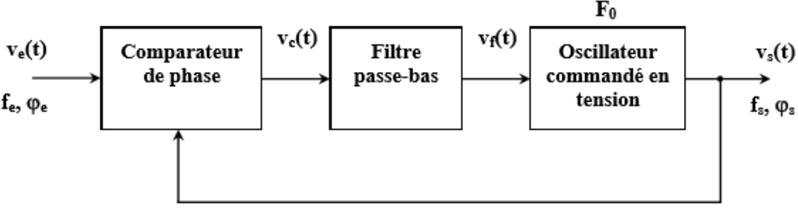 F₀
vₑ(t)
Comparateur
de phase
v꜀(t)
Filtre
passe-bas
v_f(t)
Oscillateur
commandé en
tension
vₛ(t)
fₑ, φₑ
fₛ, φₛ